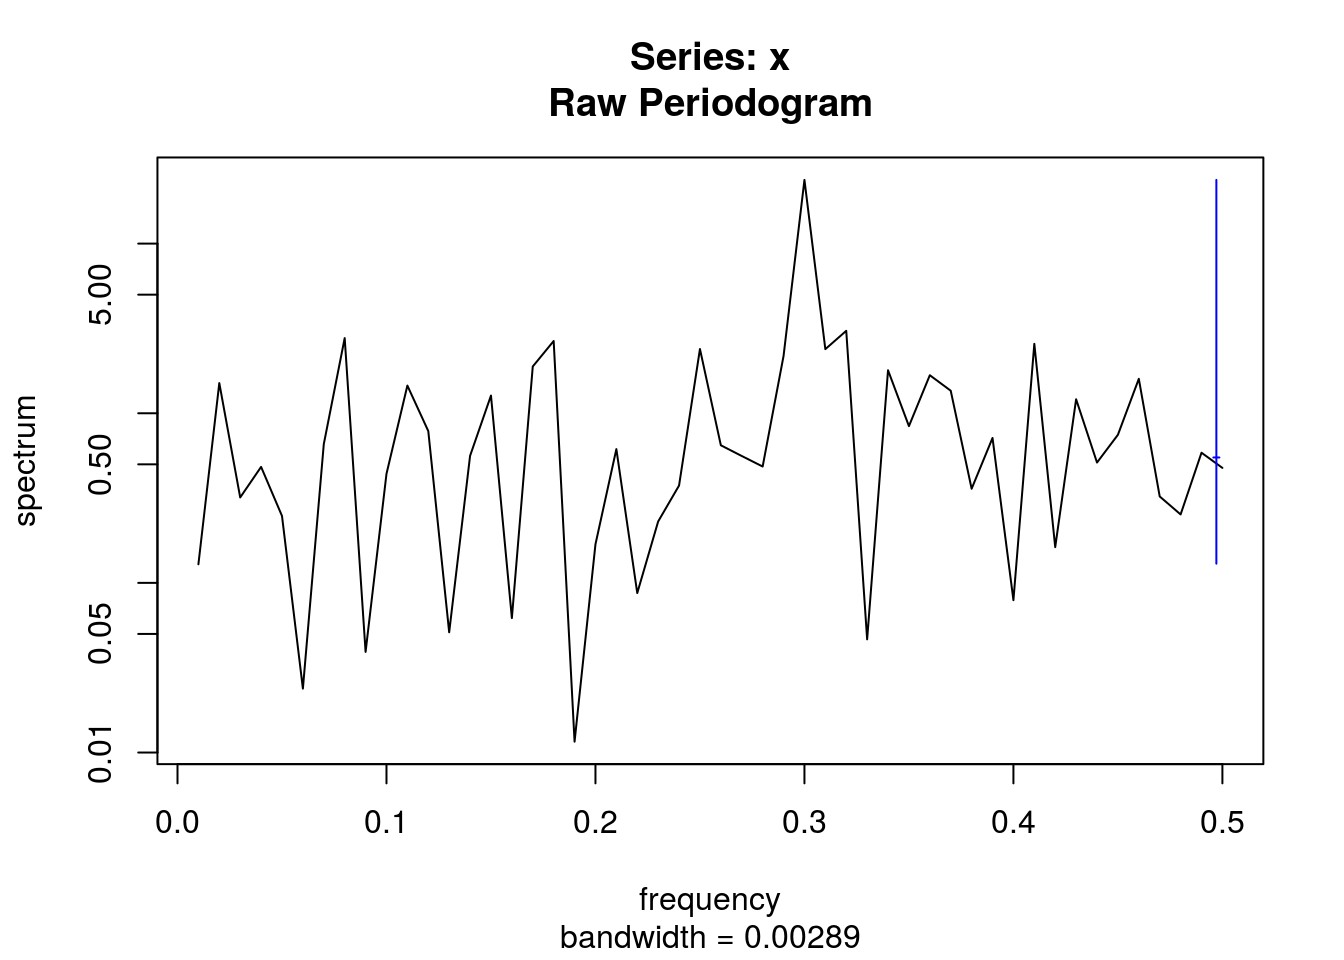 Series: x
Raw Periodogram
spectrum
5.00
0.50
0.05
0.01
0.0 0.1 0.2 0.3 0.4 0.5
frequency
bandwidth = 0.00289